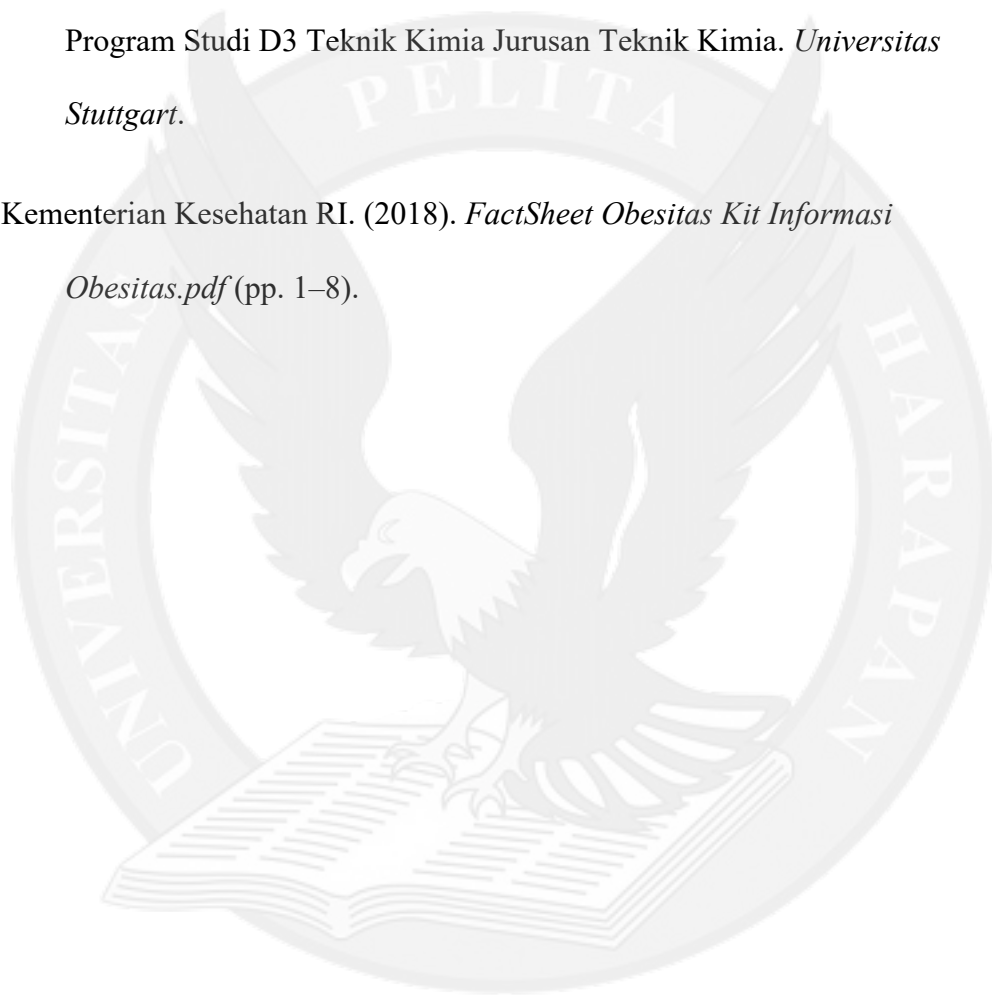 Program Studi D3 Teknik Kimia Jurusan Teknik Kimia. Universitas
Stuttgart.
Kementerian Kesehatan RI. (2018). FactSheet Obesitas Kit Informasi
Obesitas.pdf (pp. 1–8).
UNIVERSITAS PELITA HARAPAN